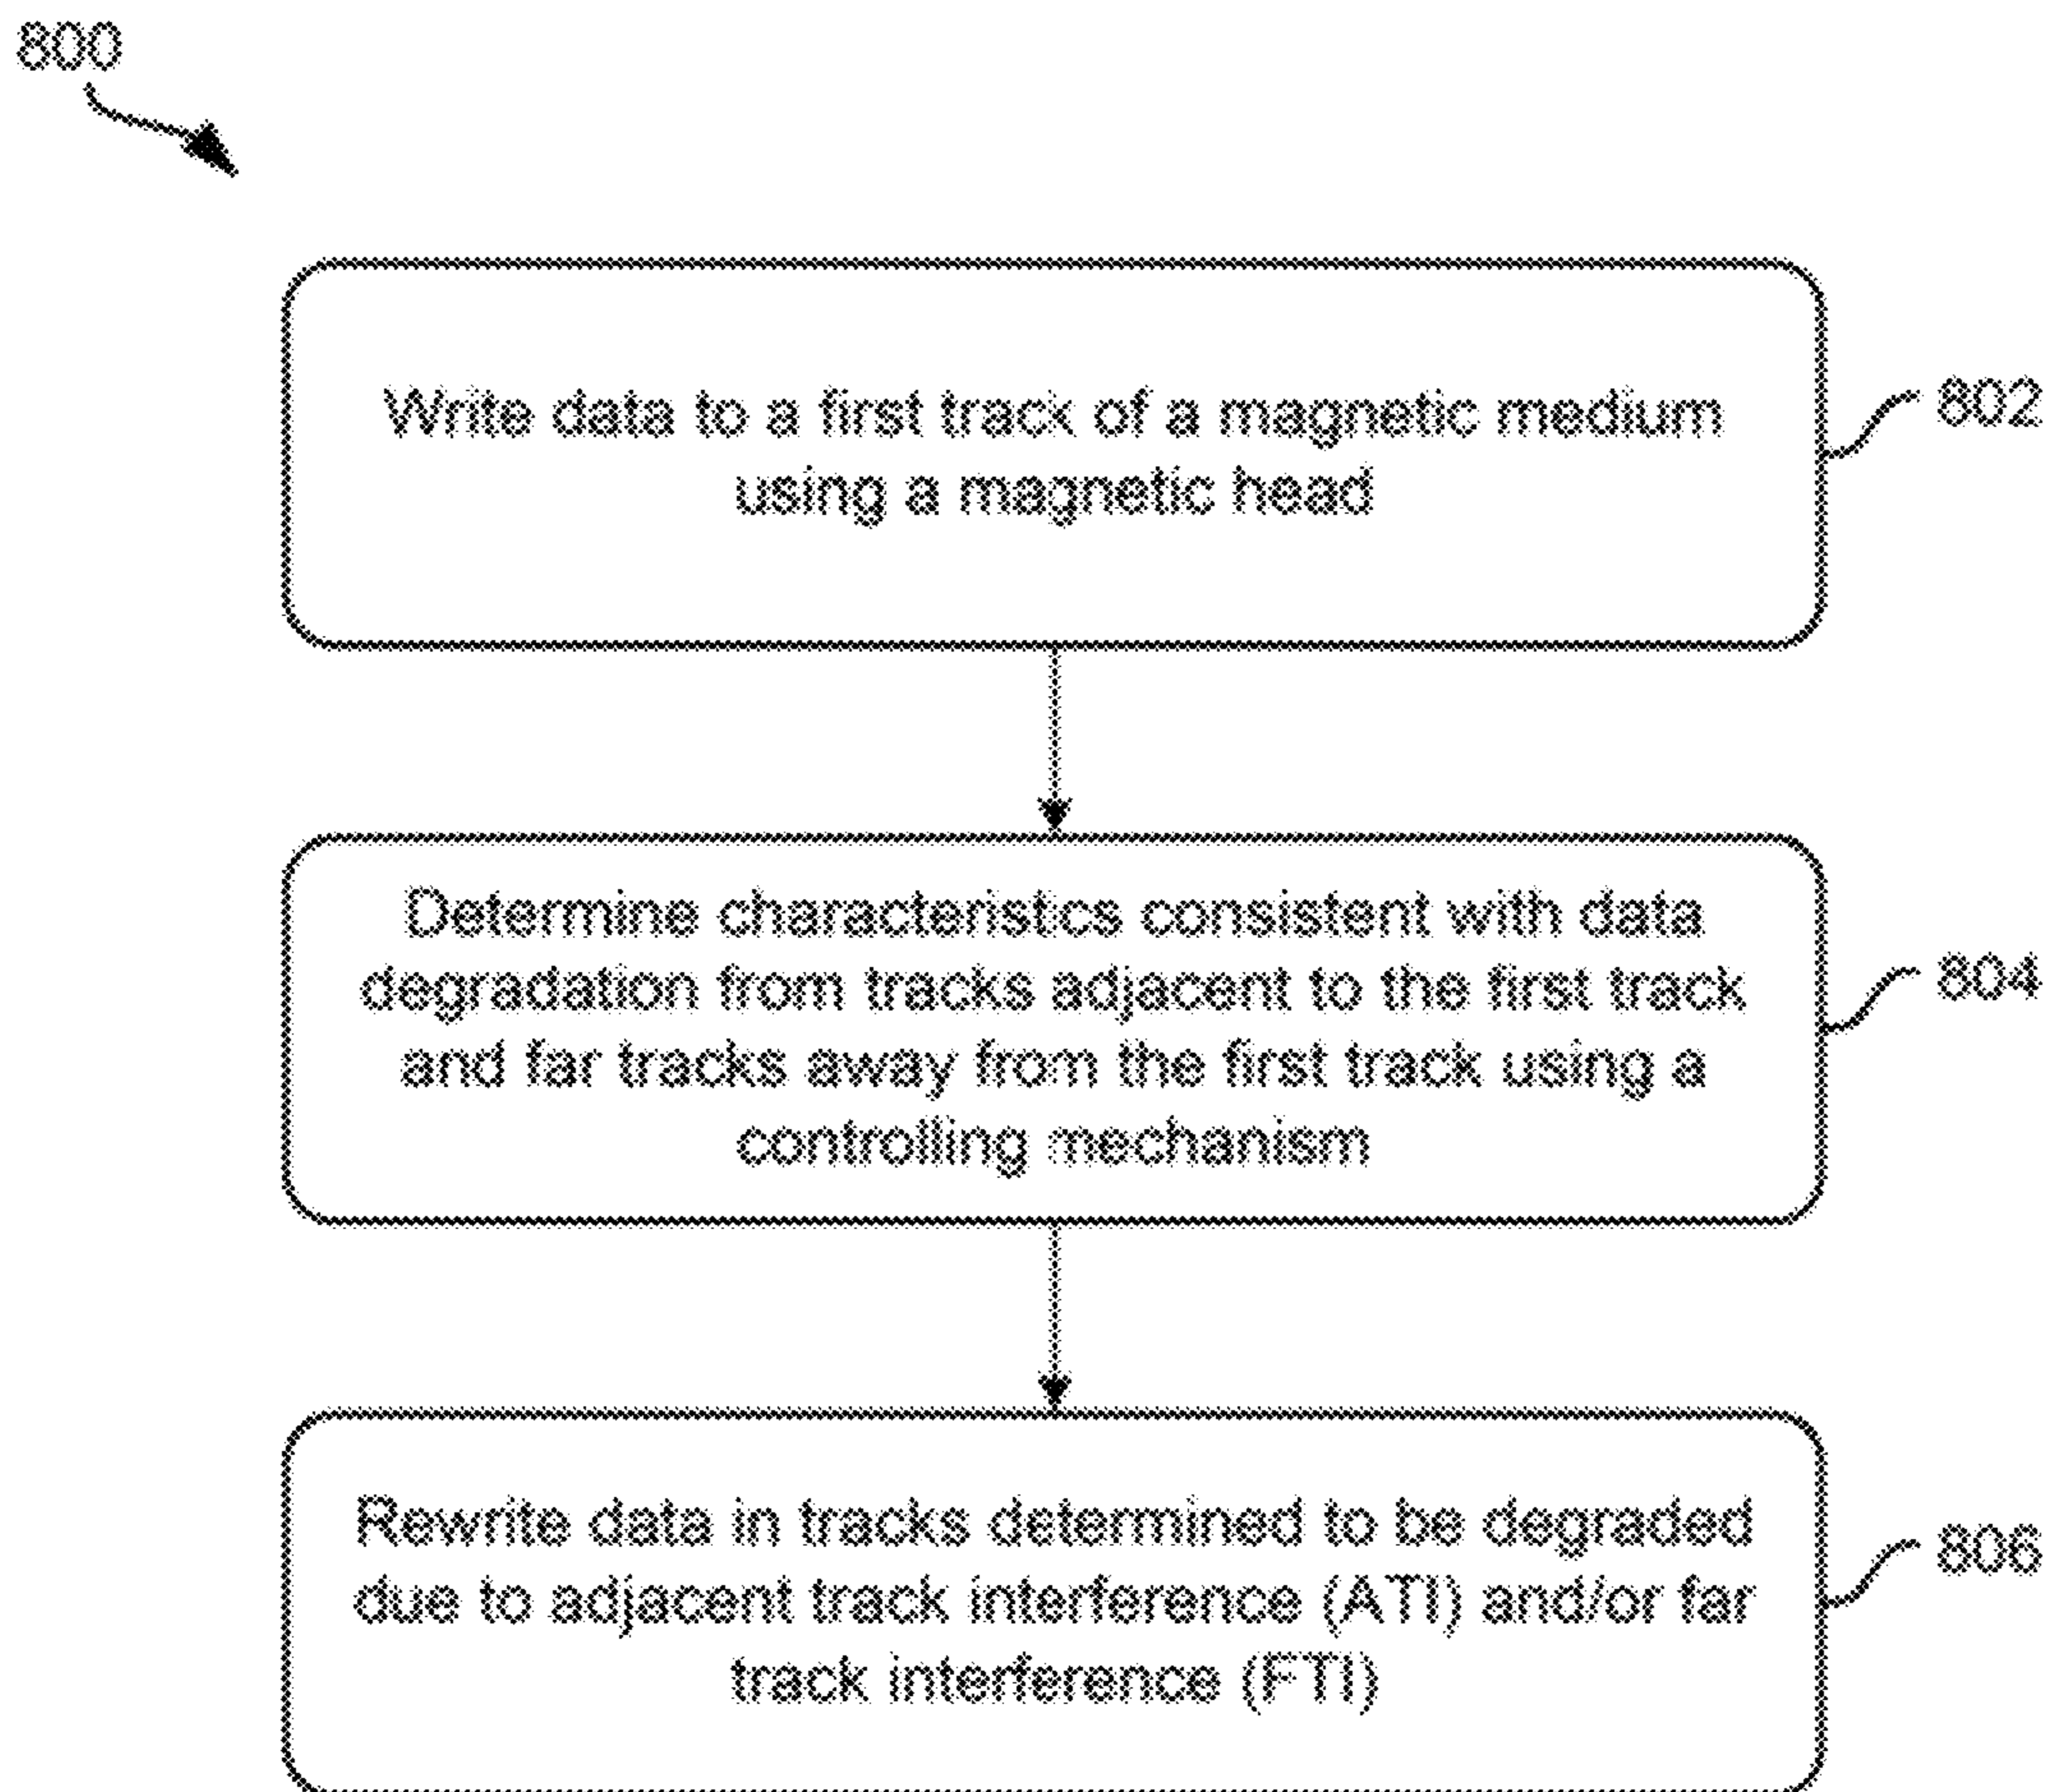 800
Write data to a first track of a magnetic medium
using a magnetic head
802
Determine characteristics consistent with data
degradation from tracks adjacent to the first track
and far tracks away from the first track using a
controlling mechanism
804
Rewrite data in tracks determined to be degraded
due to adjacent track interference (ATI) and/or far
track interference (FTI)
806